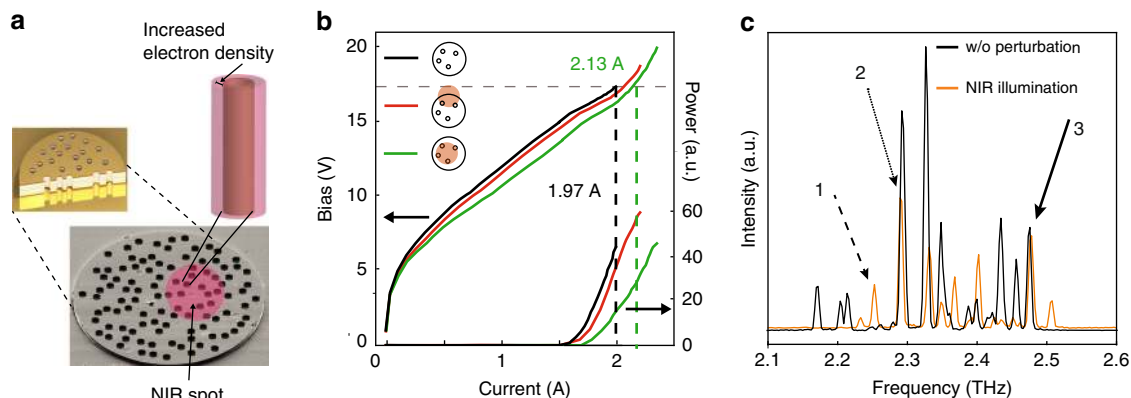 a
Increased
electron density
NIR spot
b
20
15
10
5
0
Bias (V)
0
1
2
Current (A)
2.13 A
1.97 A
60
40
20
0
Power (a.u.)
c
w/o perturbation
NIR illumination
1
2
3
Intensity (a.u.)
2.1
2.2
2.3
2.4
2.5
2.6
Frequency (THz)